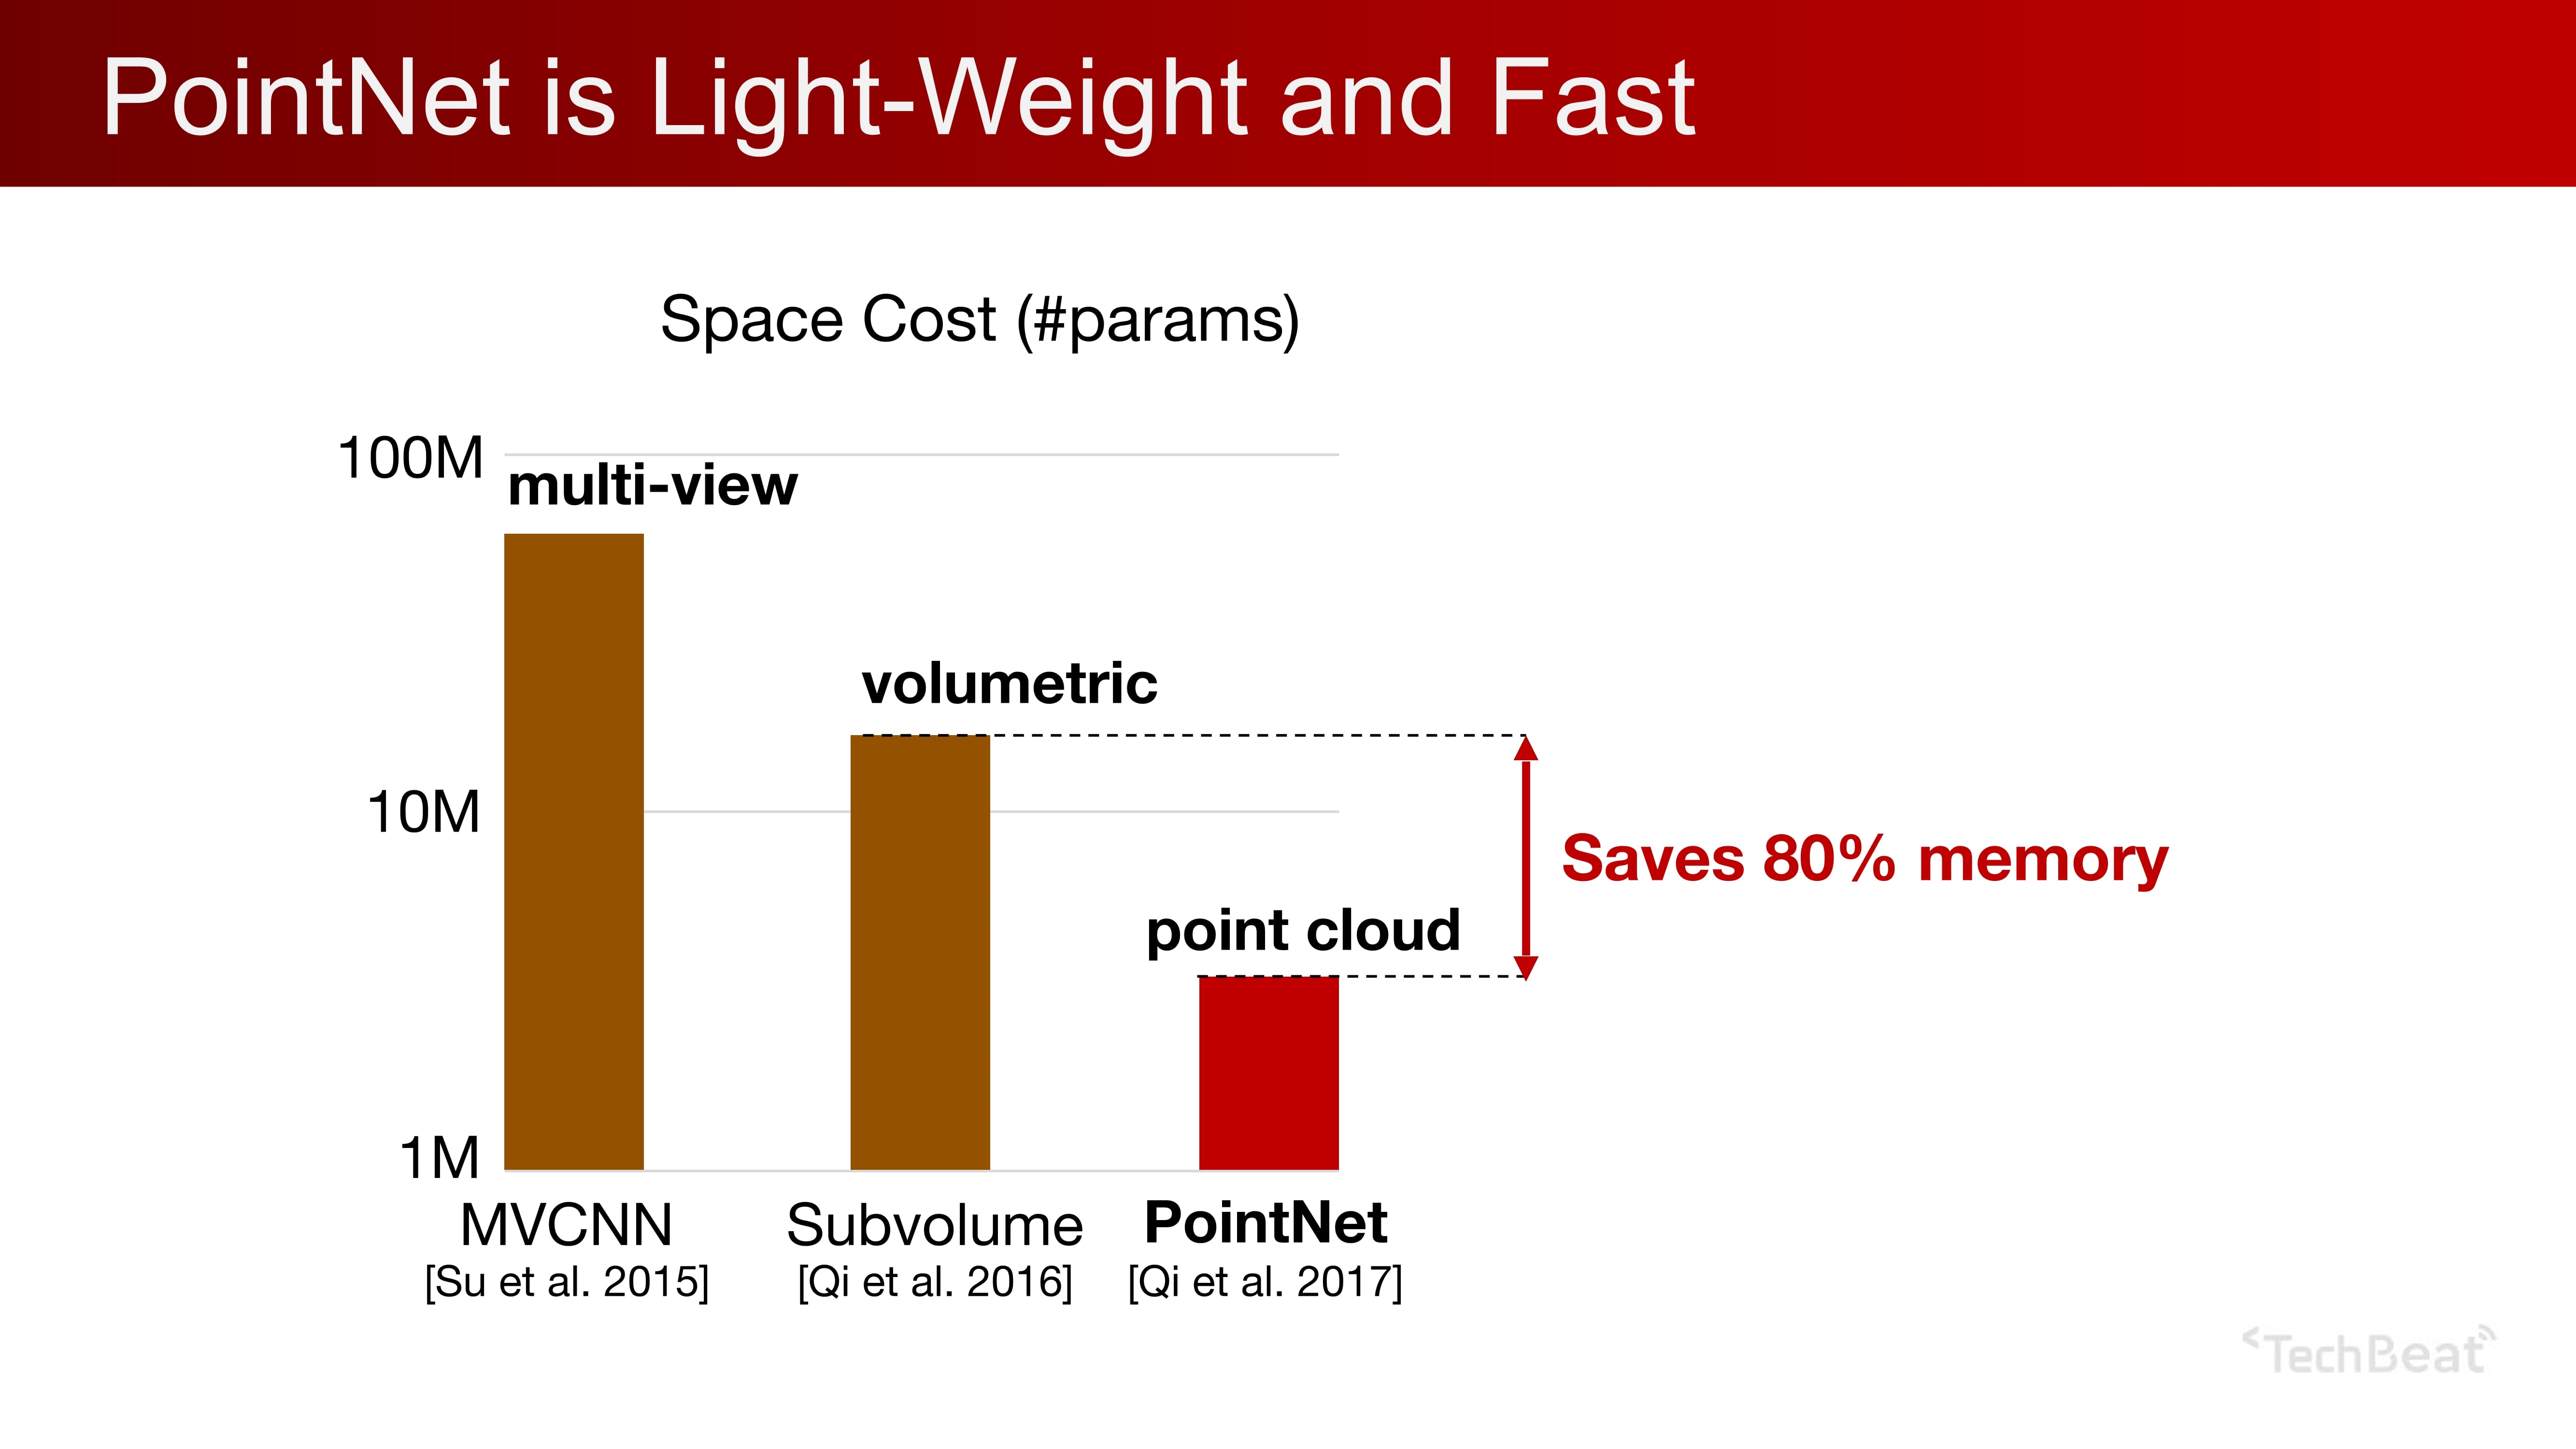 PointNet is Light-Weight and Fast
Space Cost (#params)
100M
multi-view
volumetric
10M
Saves 80% memory
point cloud
1M
MVCNN
Subvolume
PointNet
[Su et al. 2015]
[Qi et al. 2016]
[Qi et al. 2017]
TechBeat